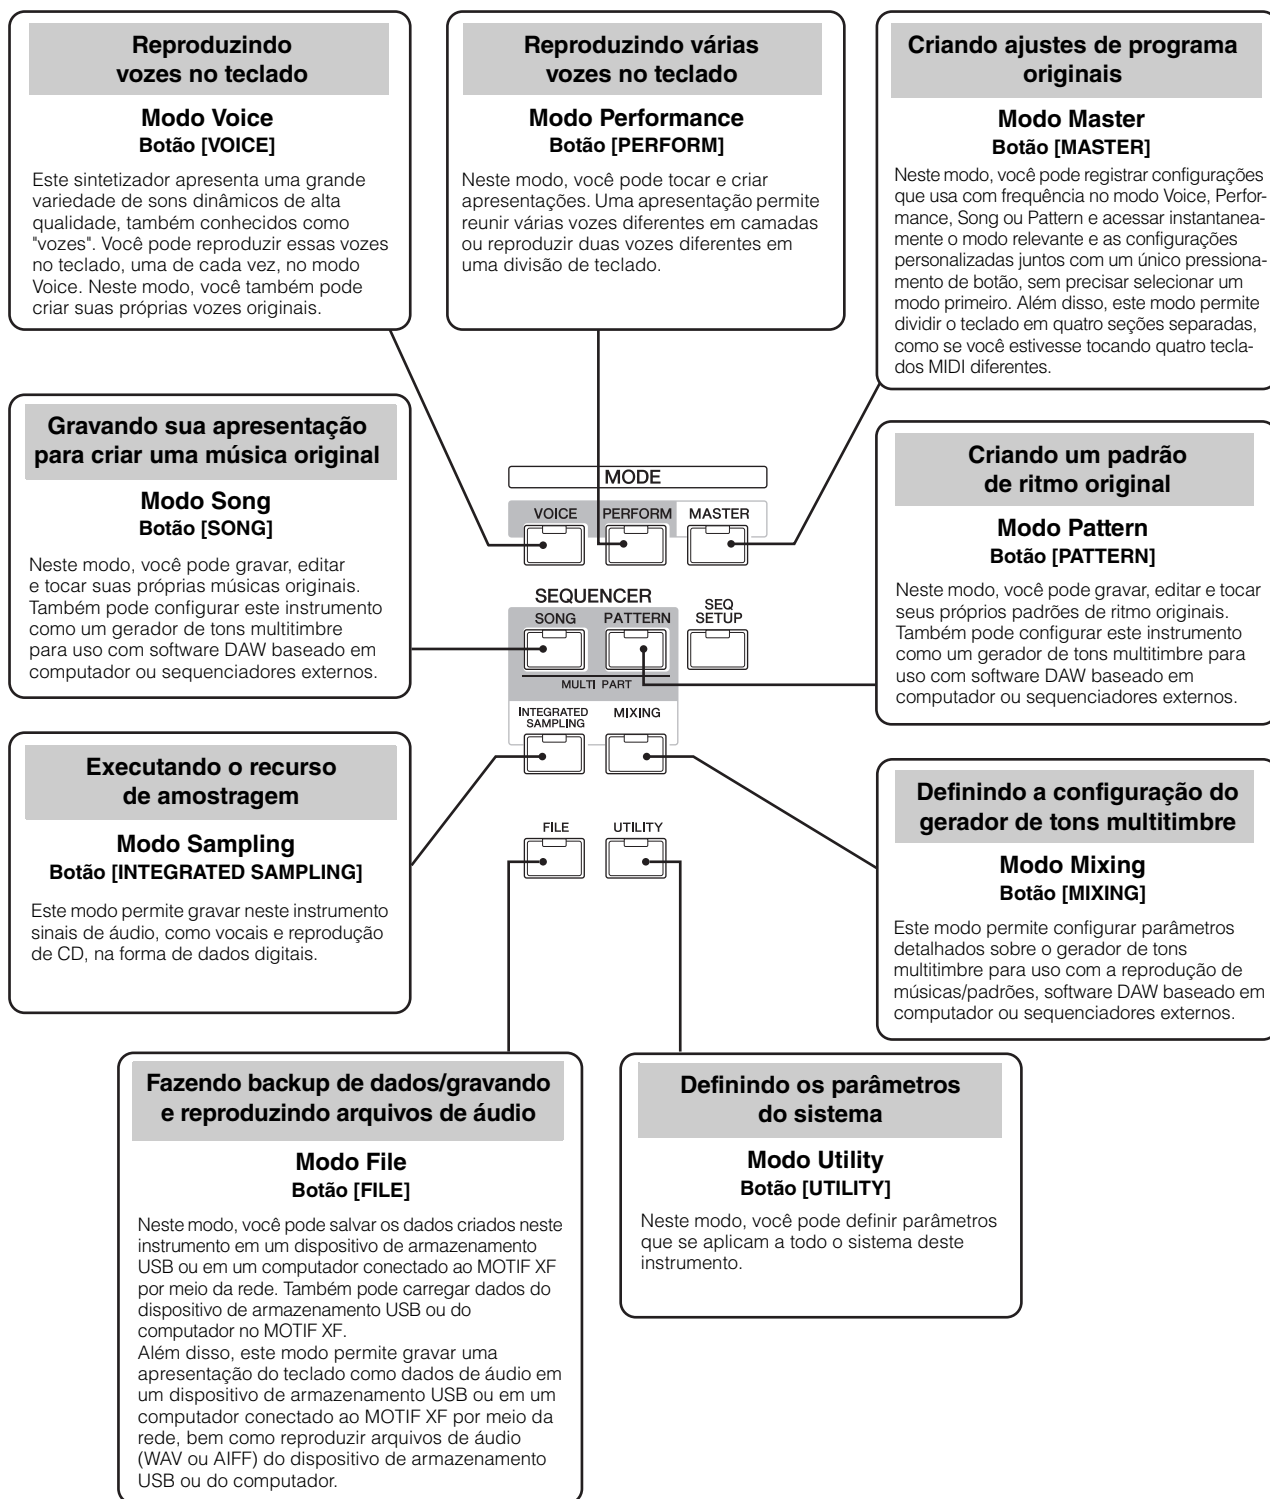 Reproduzindo
vozes no teclado
Modo Voice
Botão [VOICE]
Este sintetizador apresenta uma grande
variedade de sons dinâmicos de alta
qualidade, também conhecidos como
"vozes". Você pode reproduzir essas vozes
no teclado, uma de cada vez, no modo
Voice. Neste modo, você também pode
criar suas próprias vozes originais.
Reproduzindo várias
vozes no teclado
Modo Performance
Botão [PERFORM]
Neste modo, você pode tocar e criar
apresentações. Uma apresentação permite
reunir várias vozes diferentes em camadas
ou reproduzir duas vozes diferentes em
uma divisão de teclado.
Criando ajustes de programa
originais
Modo Master
Botão [MASTER]
Neste modo, você pode registrar configurações
que usa com frequência no modo Voice, Perfor-
mance, Song ou Pattern e acessar instantanea-
mente o modo relevante e as configurações
personalizadas juntos com um único pressiona-
mento de botão, sem precisar selecionar um
modo primeiro. Além disso, este modo permite
dividir o teclado em quatro seções separadas,
como se você estivesse tocando quatro tecla-
dos MIDI diferentes.
Gravando sua apresentação
para criar uma música original
Modo Song
Botão [SONG]
Neste modo, você pode gravar, editar
e tocar suas próprias músicas originais.
Também pode configurar este instrumento
como um gerador de tons multitimbre
para uso com software DAW baseado em
computador ou sequenciadores externos.
MODE
VOICE
PERFORM
MASTER
SEQUENCER
SONG
PATTERN
SEQ
SETUP
MULTI PART
INTEGRATED
SAMPLING
MIXING
FILE
UTILITY
Criando um padrão
de ritmo original
Modo Pattern
Botão [PATTERN]
Neste modo, você pode gravar, editar e tocar
seus próprios padrões de ritmo originais.
Também pode configurar este instrumento
como um gerador de tons multitimbre para
uso com software DAW baseado em
computador ou sequenciadores externos.
Executando o recurso
de amostragem
Modo Sampling
Botão [INTEGRATED SAMPLING]
Este modo permite gravar neste instrumento
sinais de áudio, como vocais e reprodução
de CD, na forma de dados digitais.
Definindo a configuração do
gerador de tons multitimbre
Modo Mixing
Botão [MIXING]
Este modo permite configurar parâmetros
detalhados sobre o gerador de tons
multitimbre para uso com a reprodução de
músicas/padrões, software DAW baseado em
computador ou sequenciadores externos.
Fazendo backup de dados/gravando
e reproduzindo arquivos de áudio
Modo File
Botão [FILE]
Neste modo, você pode salvar os dados criados neste
instrumento em um dispositivo de armazenamento
USB ou em um computador conectado ao MOTIF XF
por meio da rede. Também pode carregar dados do
dispositivo de armazenamento USB ou do
computador no MOTIF XF.
Além disso, este modo permite gravar uma
apresentação do teclado como dados de áudio em
um dispositivo de armazenamento USB ou em um
computador conectado ao MOTIF XF por meio da
rede, bem como reproduzir arquivos de áudio
(WAV ou AIFF) do dispositivo de armazenamento
USB ou do computador.
Definindo os parâmetros
do sistema
Modo Utility
Botão [UTILITY]
Neste modo, você pode definir parâmetros
que se aplicam a todo o sistema deste
instrumento.